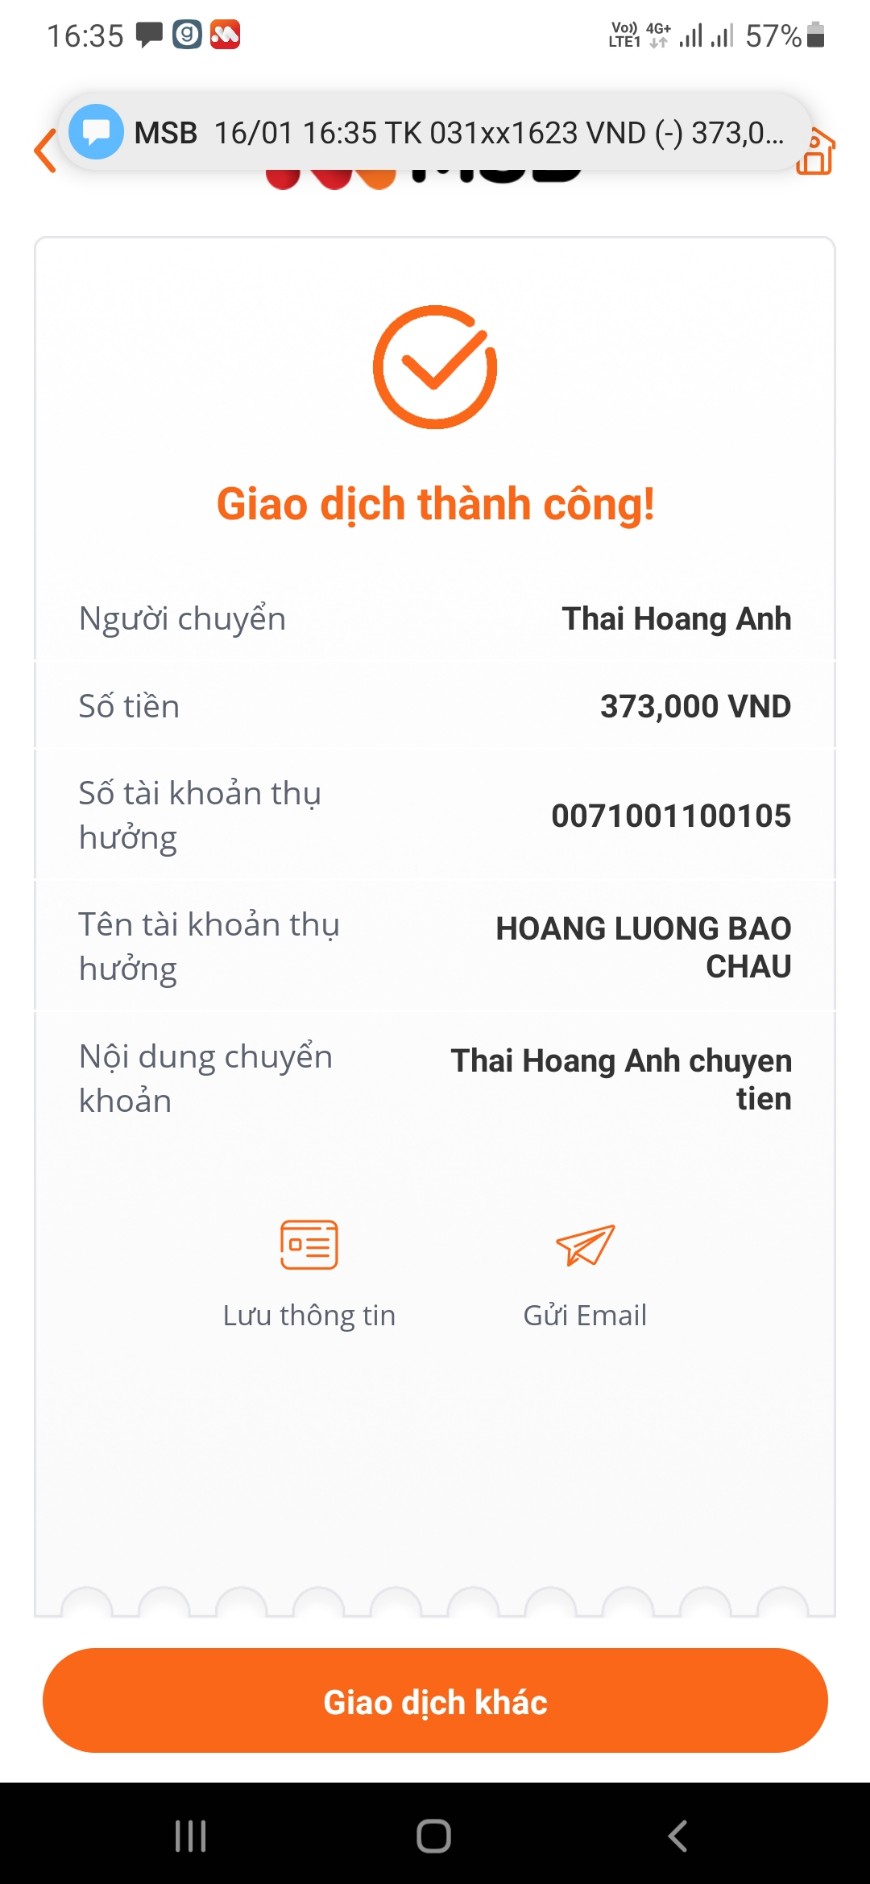 16:35
Vo)) 4G+
LTE1
57%
MSB 16/01 16:35 TK 031xx1623 VND (-) 373,0...
MSB
Giao dịch thành công!
Người chuyển
Thai Hoang Anh
Số tiền
373,000 VND
Số tài khoản thụ
hưởng
0071001100105
Tên tài khoản thụ
hưởng
HOANG LUONG BAO
CHAU
Nội dung chuyển
khoản
Thai Hoang Anh chuyen
tien
Lưu thông tin
Gửi Email
Giao dịch khác